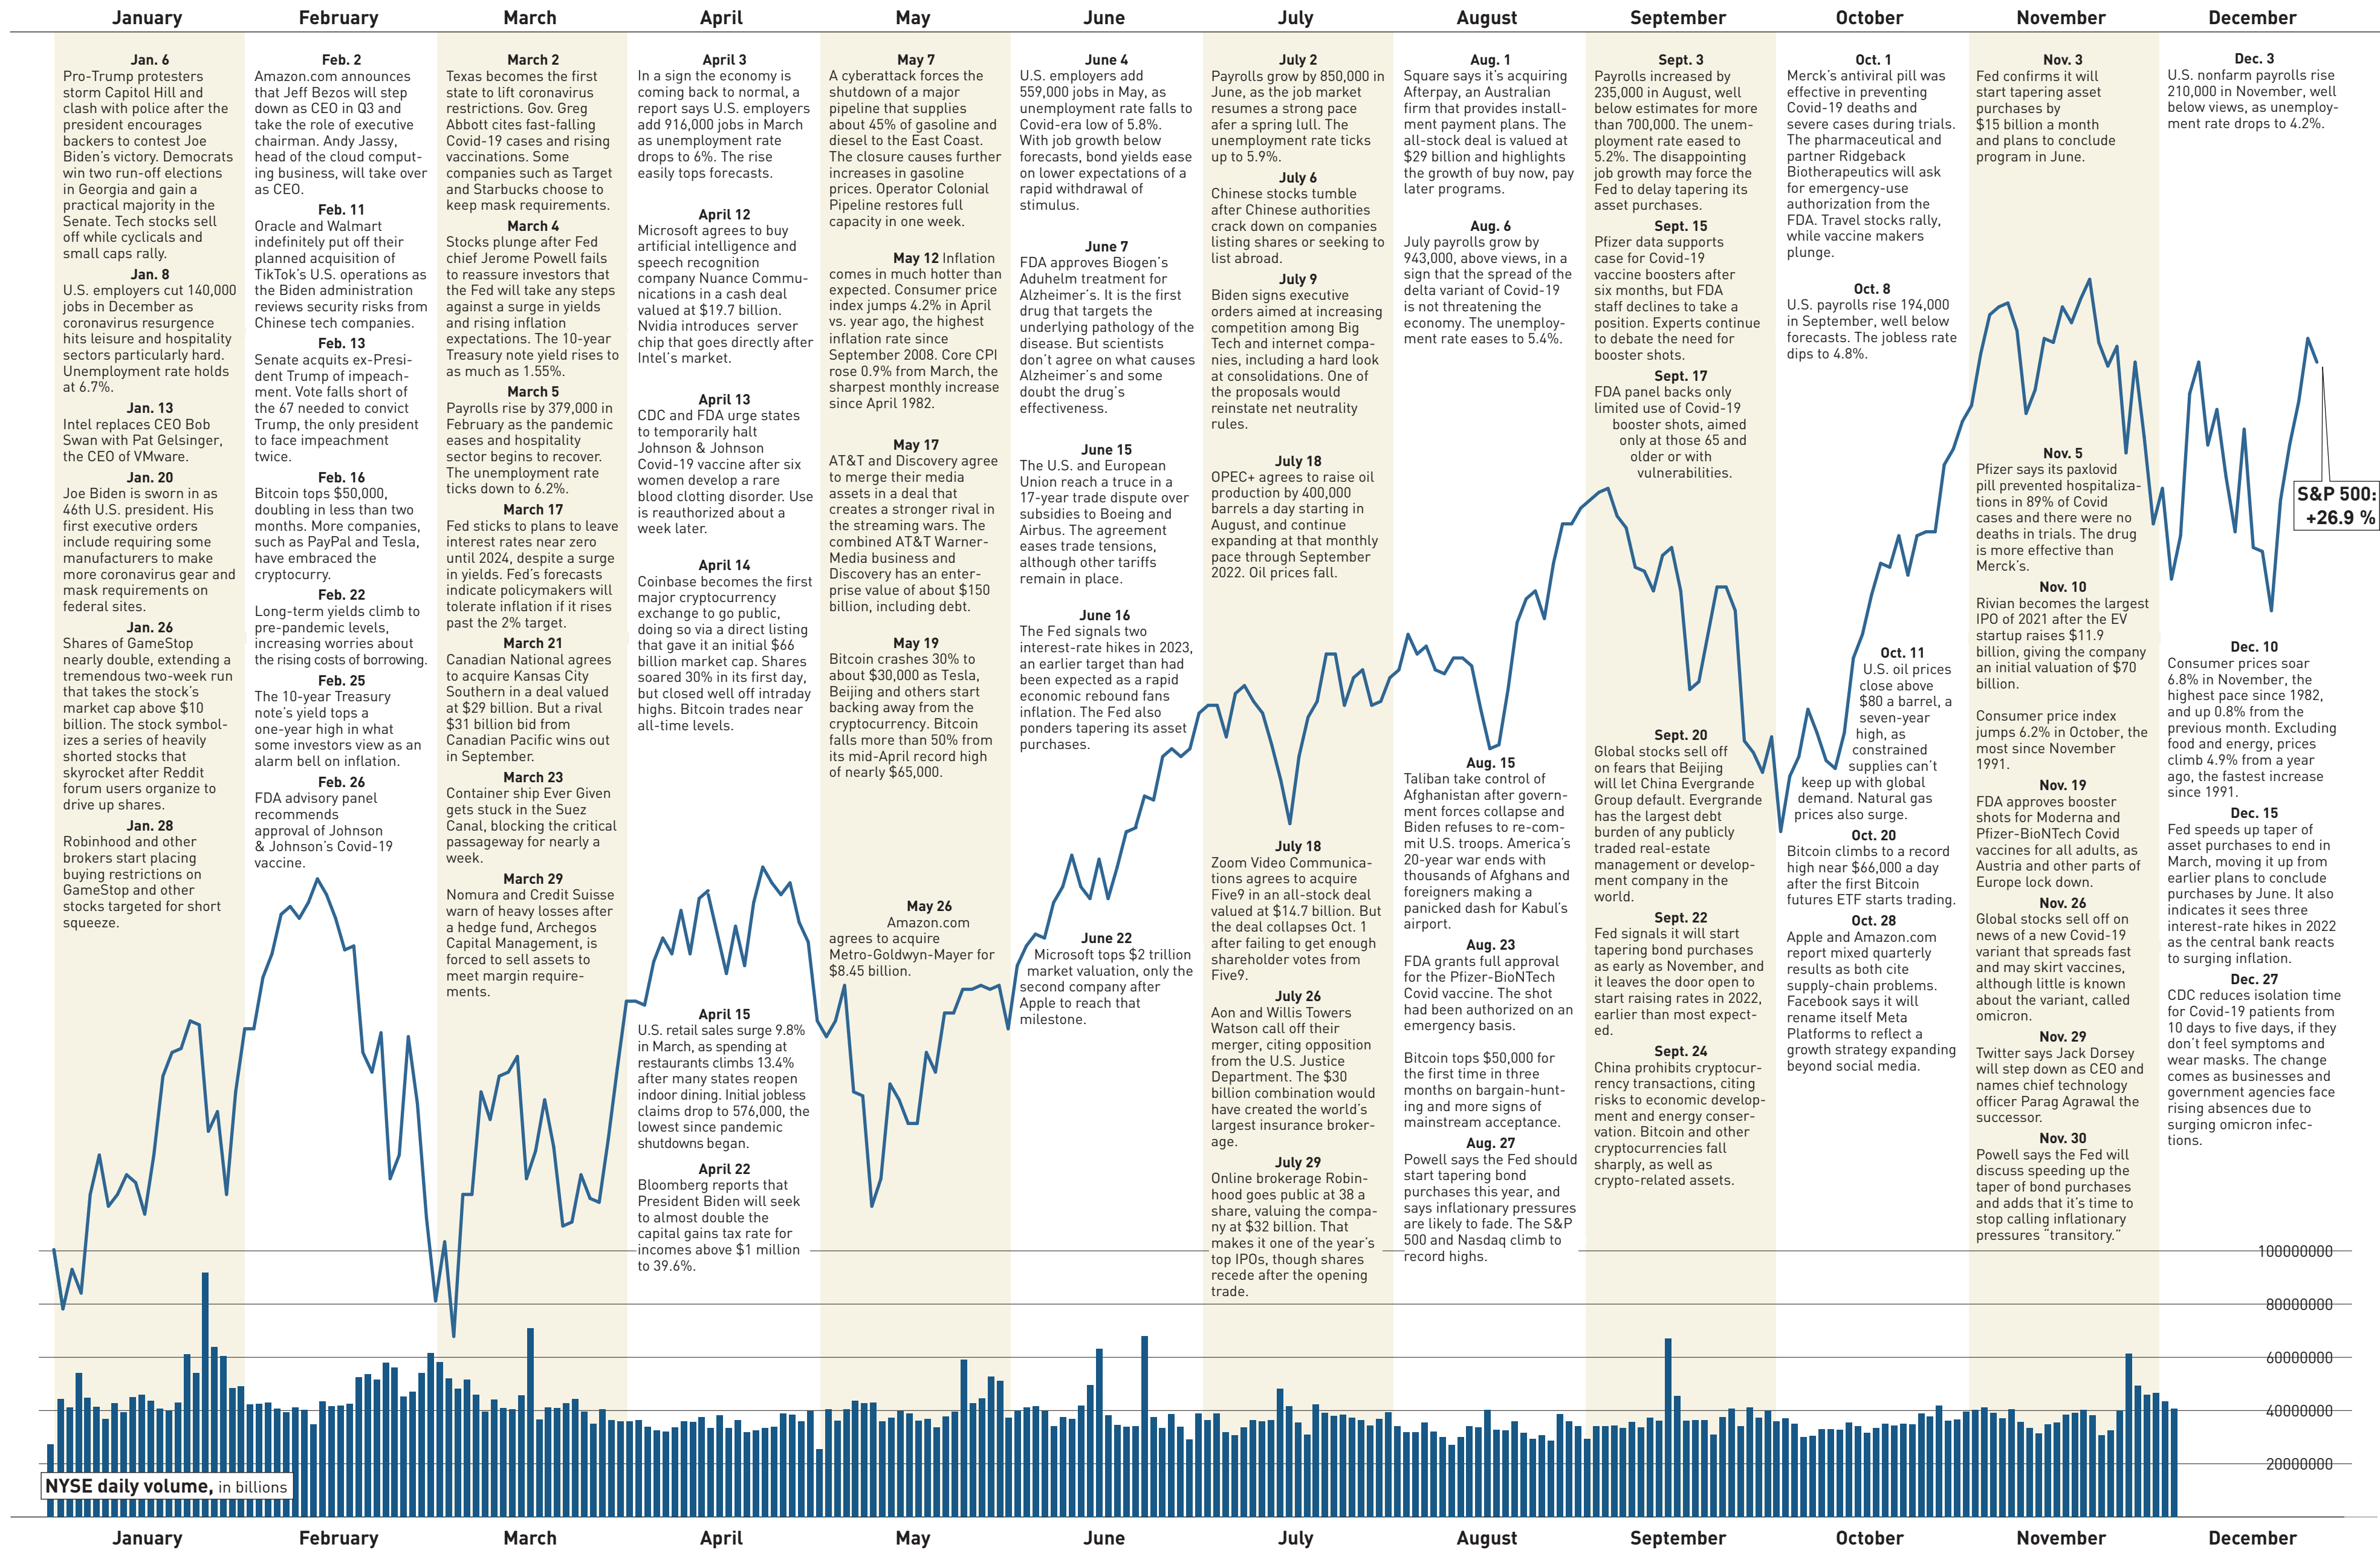 January
February
March
April
May
June
July
August
September
October
November
December
Jan. 6
Pro-Trump protesters
storm Capitol Hill and
clash with police after the
president encourages
backers to contest Joe
Biden's victory. Democrats
win two run-off elections
in Georgia and gain a
practical majority in the
Senate. Tech stocks sell
off while cyclicals and
small caps rally.
Jan. 8
U.S. employers cut 140,000
jobs in December as
coronavirus resurgence
hits leisure and hospitality
sectors particularly hard.
Unemployment rate holds
at 6.7%.
Jan. 13
Intel replaces CEO Bob
Swan with Pat Gelsinger,
the CEO of VMware.
Jan. 20
Joe Biden is sworn in as
46th U.S. president. His
first executive orders
include requiring some
manufacturers to make
more coronavirus gear and
mask requirements on
federal sites.
Jan. 26
Shares of GameStop
nearly double, extending a
tremendous two-week run
that takes the stock's
market cap above $10
billion. The stock symbol-
izes a series of heavily
shorted stocks that
skyrocket after Reddit
forum users organize to
drive up shares.
Jan. 28
Robinhood and other
brokers start placing
buying restrictions on
GameStop and other
stocks targeted for short
squeeze.
Feb. 2
Amazon.com announces
that Jeff Bezos will step
down as CEO in Q3 and
take the role of executive
chairman. Andy Jassy,
head of the cloud comput-
ing business, will take over
as CEO.
Feb. 11
Oracle and Walmart
indefinitely put off their
planned acquisition of
TikTok's U.S. operations as
the Biden administration
reviews security risks from
Chinese tech companies.
Feb. 13
Senate acquits ex-Presi-
dent Trump of impeach-
ment. Vote falls short of
the 67 needed to convict
Trump, the only president
to face impeachment
twice.
Feb. 16
Bitcoin tops $50,000,
doubling in less than two
months. More companies,
such as PayPal and Tesla,
have embraced the
cryptocurry.
Feb. 22
Long-term yields climb to
pre-pandemic levels,
increasing worries about
the rising costs of borrowing.
Feb. 25
The 10-year Treasury
note's yield tops a
one-year high in what
some investors view as an
alarm bell on inflation.
Feb. 26
FDA advisory panel
recommends
approval of Johnson
& Johnson's Covid-19
vaccine.
March 2
Texas becomes the first
state to lift coronavirus
restrictions. Gov. Greg
Abbott cites fast-falling
Covid-19 cases and rising
vaccinations. Some
companies such as Target
and Starbucks choose to
keep mask requirements.
March 4
Stocks plunge after Fed
chief Jerome Powell fails
to reassure investors that
the Fed will take any steps
against a surge in yields
and rising inflation
expectations. The 10-year
Treasury note yield rises to
as much as 1.55%.
March 5
Payrolls rise by 379,000 in
February as the pandemic
eases and hospitality
sector begins to recover.
The unemployment rate
ticks down to 6.2%.
March 17
Fed sticks to plans to leave
interest rates near zero
until 2024, despite a surge
in yields. Fed's forecasts
indicate policymakers will
tolerate inflation if it rises
past the 2% target.
March 21
Canadian National agrees
to acquire Kansas City
Southern in a deal valued
at $29 billion. But a rival
$31 billion bid from
Canadian Pacific wins out
in September.
March 23
Container ship Ever Given
gets stuck in the Suez
Canal, blocking the critical
passageway for nearly a
week.
March 29
Nomura and Credit Suisse
warn of heavy losses after
a hedge fund, Archegos
Capital Management, is
forced to sell assets to
meet margin require-
ments.
April 3
In a sign the economy is
coming back to normal, a
report says U.S. employers
add 916,000 jobs in March
as unemployment rate
drops to 6%. The rise
easily tops forecasts.
April 12
Microsoft agrees to buy
artificial intelligence and
speech recognition
company Nuance Commu-
nications in a cash deal
valued at $19.7 billion.
Nvidia introduces server
chip that goes directly after
Intel's market.
April 13
CDC and FDA urge states
to temporarily halt
Johnson & Johnson
Covid-19 vaccine after six
women develop a rare
blood clotting disorder. Use
is reauthorized about a
week later.
April 14
Coinbase becomes the first
major cryptocurrency
exchange to go public,
doing so via a direct listing
that gave it an initial $66
billion market cap. Shares
soared 30% in its first day,
but closed well off intraday
highs. Bitcoin trades near
all-time levels.
April 15
U.S. retail sales surge 9.8%
in March, as spending at
restaurants climbs 13.4%
after many states reopen
indoor dining. Initial jobless
claims drop to 576,000, the
lowest since pandemic
shutdowns began.
April 22
Bloomberg reports that
President Biden will seek
to almost double the
capital gains tax rate for
incomes above $1 million
to 39.6%.
May 7
A cyberattack forces the
shutdown of a major
pipeline that supplies
about 45% of gasoline and
diesel to the East Coast.
The closure causes further
increases in gasoline
prices. Operator Colonial
Pipeline restores full
capacity in one week.
May 12 Inflation
comes in much hotter than
expected. Consumer price
index jumps 4.2% in April
vs. year ago, the highest
inflation rate since
September 2008. Core CPI
rose 0.9% from March, the
sharpest monthly increase
since April 1982.
May 17
AT&T and Discovery agree
to merge their media
assets in a deal that
creates a stronger rival in
the streaming wars. The
combined AT&T Warner-
Media business and
Discovery has an enter-
prise value of about $150
billion, including debt.
May 19
Bitcoin crashes 30% to
about $30,000 as Tesla,
Beijing and others start
backing away from the
cryptocurrency. Bitcoin
falls more than 50% from
its mid-April record high
of nearly $65,000.
May 26
Amazon.com
agrees to acquire
Metro-Goldwyn-Mayer for
$8.45 billion.
June 4
U.S. employers add
559,000 jobs in May, as
unemployment rate falls to
Covid-era low of 5.8%.
With job growth below
forecasts, bond yields ease
on lower expectations of a
rapid withdrawal of
stimulus.
June 7
FDA approves Biogen's
Aduhelm treatment for
Alzheimer's. It is the first
drug that targets the
underlying pathology of the
disease. But scientists
don't agree on what causes
Alzheimer's and some
doubt the drug's
effectiveness.
June 15
The U.S. and European
Union reach a truce in a
17-year trade dispute over
subsidies to Boeing and
Airbus. The agreement
eases trade tensions,
although other tariffs
remain in place.
June 16
The Fed signals two
interest-rate hikes in 2023,
an earlier target than had
been expected as a rapid
economic rebound fans
inflation. The Fed also
ponders tapering its asset
purchases.
June 22
Microsoft tops $2 trillion
market valuation, only the
second company after
Apple to reach that
milestone.
July 2
Payrolls grow by 850,000 in
June, as the job market
resumes a strong pace
afer a spring lull. The
unemployment rate ticks
up to 5.9%.
July 6
Chinese stocks tumble
after Chinese authorities
crack down on companies
listing shares or seeking to
list abroad.
July 9
Biden signs executive
orders aimed at increasing
competition among Big
Tech and internet compa-
nies, including a hard look
at consolidations. One of
the proposals would
reinstate net neutrality
rules.
July 18
OPEC+ agrees to raise oil
production by 400,000
barrels a day starting in
August, and continue
expanding at that monthly
pace through September
2022. Oil prices fall.
July 18
Zoom Video Communica-
tions agrees to acquire
Five9 in an all-stock deal
valued at $14.7 billion. But
the deal collapses Oct. 1
after failing to get enough
shareholder votes from
Five9.
July 26
Aon and Willis Towers
Watson call off their
merger, citing opposition
from the U.S. Justice
Department. The $30
billion combination would
have created the world's
largest insurance broker-
age.
July 29
Online brokerage Robin-
hood goes public at 38 a
share, valuing the compa-
ny at $32 billion. That
makes it one of the year's
top IPOs, though shares
recede after the opening
trade.
Aug. 1
Square says it's acquiring
Afterpay, an Australian
firm that provides install-
ment payment plans. The
all-stock deal is valued at
$29 billion and highlights
the growth of buy now, pay
later programs.
Aug. 6
July payrolls grow by
943,000, above views, in a
sign that the spread of the
delta variant of Covid-19
is not threatening the
economy. The unemploy-
ment rate eases to 5.4%.
Aug. 15
Taliban take control of
Afghanistan after govern-
ment forces collapse and
Biden refuses to re-com-
mit U.S. troops. America's
20-year war ends with
thousands of Afghans and
foreigners making a
panicked dash for Kabul's
airport.
Aug. 23
FDA grants full approval
for the Pfizer-BioNTech
Covid vaccine. The shot
had been authorized on an
emergency basis.
Bitcoin tops $50,000 for
the first time in three
months on bargain-hunt-
ing and more signs of
mainstream acceptance.
Aug. 27
Powell says the Fed should
start tapering bond
purchases this year, and
says inflationary pressures
are likely to fade. The S&P
500 and Nasdaq climb to
record highs.
Sept. 3
Payrolls increased by
235,000 in August, well
below estimates for more
than 700,000. The unem-
ployment rate eased to
5.2%. The disappointing
job growth may force the
Fed to delay tapering its
asset purchases.
Sept. 15
Pfizer data supports
case for Covid-19
vaccine boosters after
six months, but FDA
staff declines to take a
position. Experts continue
to debate the need for
booster shots.
Sept. 17
FDA panel backs only
limited use of Covid-19
booster shots, aimed
only at those 65 and
older or with
vulnerabilities.
Sept. 20
Global stocks sell off
on fears that Beijing
will let China Evergrande
Group default. Evergrande
has the largest debt
burden of any publicly
traded real-estate
management or develop-
ment company in the
world.
Sept. 22
Fed signals it will start
tapering bond purchases
as early as November, and
it leaves the door open to
start raising rates in 2022,
earlier than most expect-
ed.
Sept. 24
China prohibits cryptocur-
rency transactions, citing
risks to economic develop-
ment and energy conser-
vation. Bitcoin and other
cryptocurrencies fall
sharply, as well as
crypto-related assets.
Oct. 1
Merck's antiviral pill was
effective in preventing
Covid-19 deaths and
severe cases during trials.
The pharmaceutical and
partner Ridgeback
Biotherapeutics will ask
for emergency-use
authorization from the
FDA. Travel stocks rally,
while vaccine makers
plunge.
Oct. 8
U.S. payrolls rise 194,000
in September, well below
forecasts. The jobless rate
dips to 4.8%.
Oct. 11
U.S. oil prices
close above
$80 a barrel, a
seven-year
high, as
constrained
supplies can't
keep up with global
demand. Natural gas
prices also surge.
Oct. 20
Bitcoin climbs to a record
high near $66,000 a day
after the first Bitcoin
futures ETF starts trading.
Oct. 28
Apple and Amazon.com
report mixed quarterly
results as both cite
supply-chain problems.
Facebook says it will
rename itself Meta
Platforms to reflect a
growth strategy expanding
beyond social media.
Nov. 3
Fed confirms it will
start tapering asset
purchases by
$15 billion a month
and plans to conclude
program in June.
Nov. 5
Pfizer says its paxlovid
pill prevented hospitaliza-
tions in 89% of Covid
cases and there were no
deaths in trials. The drug
is more effective than
Merck's.
Nov. 10
Rivian becomes the largest
IPO of 2021 after the EV
startup raises $11.9
billion, giving the company
an initial valuation of $70
billion.
Consumer price index
jumps 6.2% in October, the
most since November
1991.
Nov. 19
FDA approves booster
shots for Moderna and
Pfizer-BioNTech Covid
vaccines for all adults, as
Austria and other parts of
Europe lock down.
Nov. 26
Global stocks sell off on
news of a new Covid-19
variant that spreads fast
and may skirt vaccines,
although little is known
about the variant, called
omicron.
Nov. 29
Twitter says Jack Dorsey
will step down as CEO and
names chief technology
officer Parag Agrawal the
successor.
Nov. 30
Powell says the Fed will
discuss speeding up the
taper of bond purchases
and adds that it's time to
stop calling inflationary
pressures "transitory."
Dec. 3
U.S. nonfarm payrolls rise
210,000 in November, well
below views, as unemploy-
ment rate drops to 4.2%.
S&P 500:
+26.9 %
Dec. 10
Consumer prices soar
6.8% in November, the
highest pace since 1982,
and up 0.8% from the
previous month. Excluding
food and energy, prices
climb 4.9% from a year
ago, the fastest increase
since 1991.
Dec. 15
Fed speeds up taper of
asset purchases to end in
March, moving it up from
earlier plans to conclude
purchases by June. It also
indicates it sees three
interest-rate hikes in 2022
as the central bank reacts
to surging inflation.
Dec. 27
CDC reduces isolation time
for Covid-19 patients from
10 days to five days, if they
don't feel symptoms and
wear masks. The change
comes as businesses and
government agencies face
rising absences due to
surging omicron infec-
tions.
100000000
80000000
60000000
40000000
20000000
NYSE daily volume, in billions
January
February
March
April
May
June
July
August
September
October
November
December